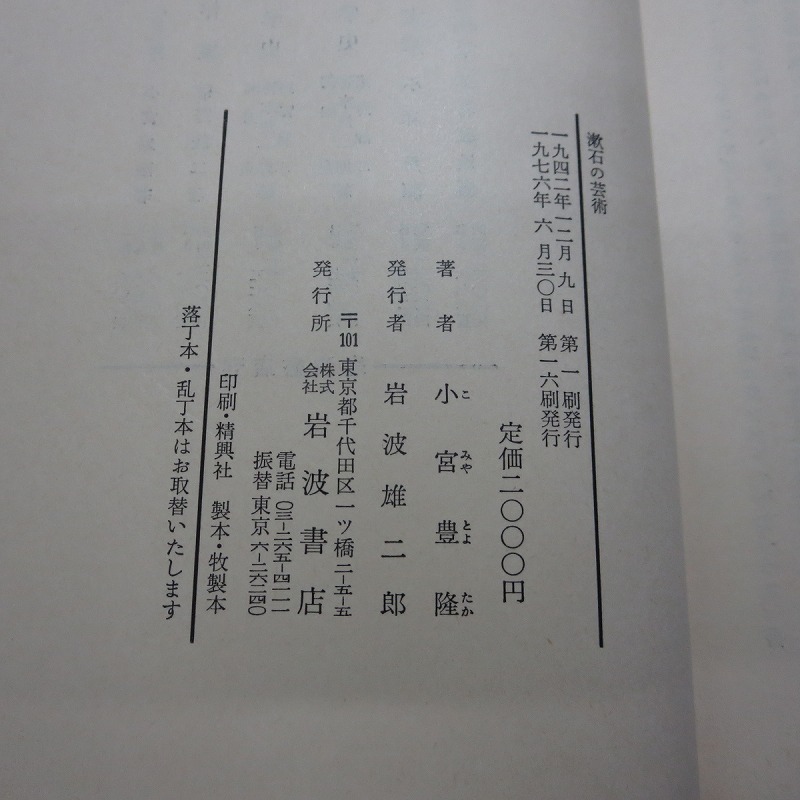 漱石の芸術
一九四二年一二月 九日 第 一 刷発行
一九七六年 六 月三〇日 第一六刷発行
定価二〇〇〇円
著者 小宮豊隆
こ みや とよ たか
発行者 岩波雄二郎
〒101 東京都千代田区一ツ橋二-五-五
発行所 株式会社 岩波書店
電話 〇三-二六五-四一一一
振替 東京 六-二六二四〇
印刷・精興社 製本・牧製本
落丁本・乱丁本はお取替いたします